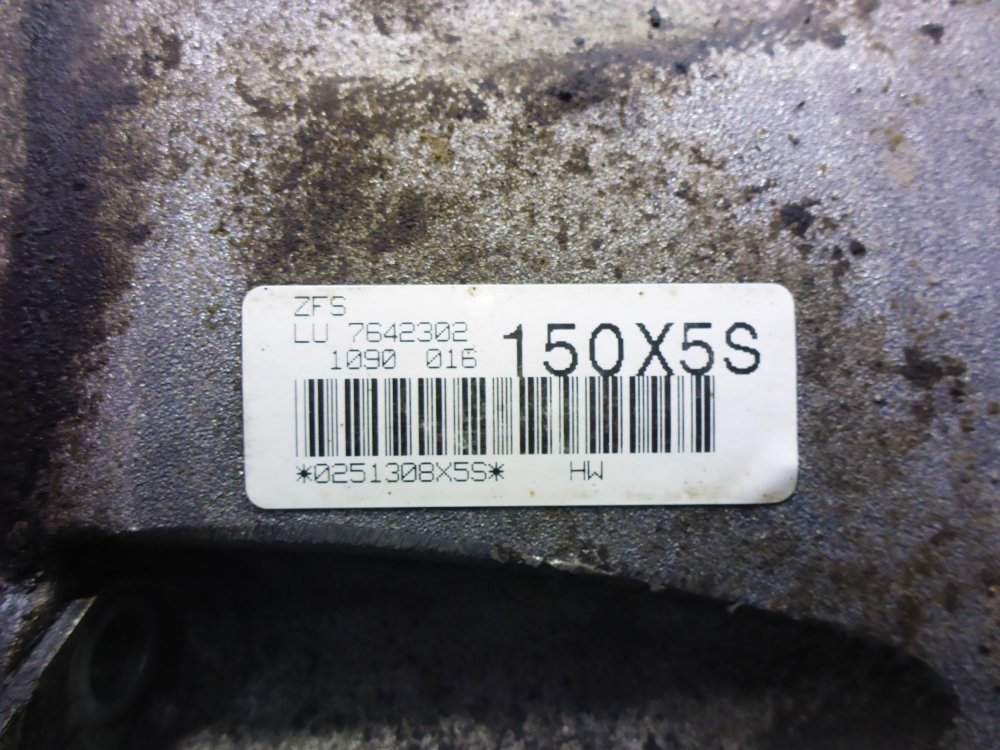 ZFS
LU 7642302
1090 016
150X5S
*0251308X5S* HW